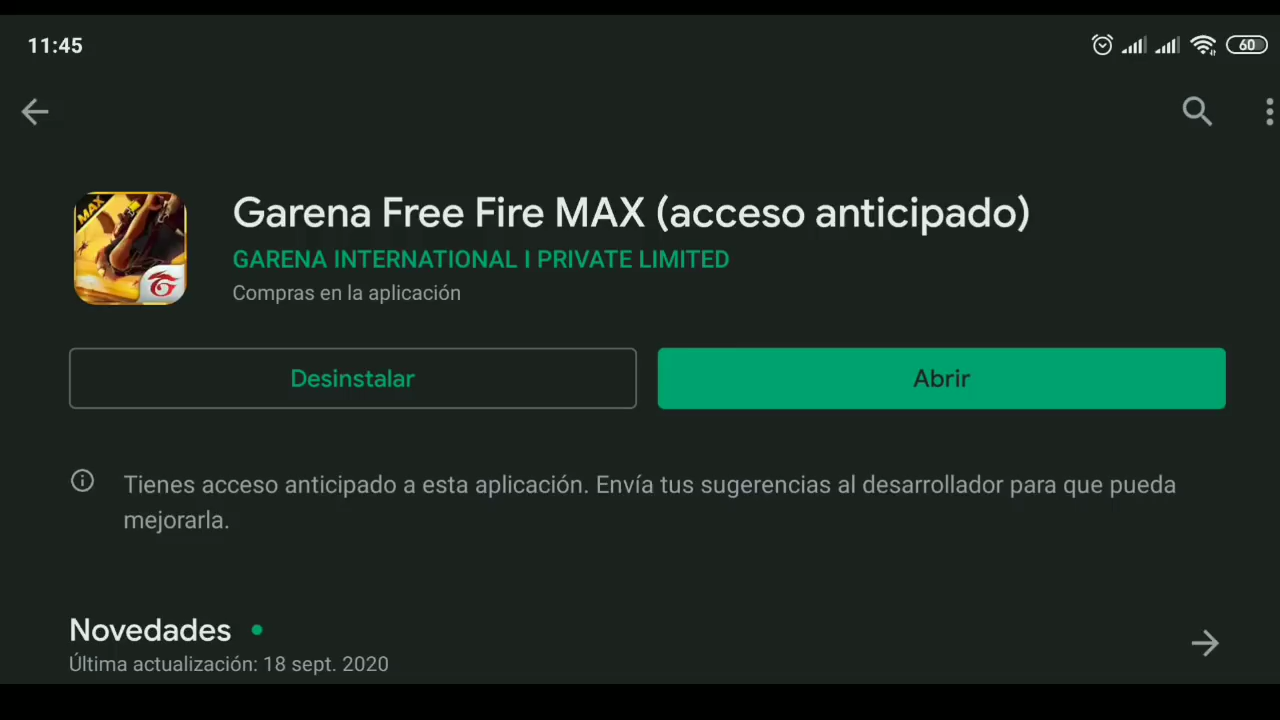 11:45
60
MAX
Garena Free Fire MAX (acceso anticipado)
GARENA INTERNATIONAL I PRIVATE LIMITED
Compras en la aplicación
Desinstalar
Abrir
Tienes acceso anticipado a esta aplicación. Envía tus sugerencias al desarrollador para que pueda
mejorarla.
Novedades
Última actualización: 18 sept. 2020